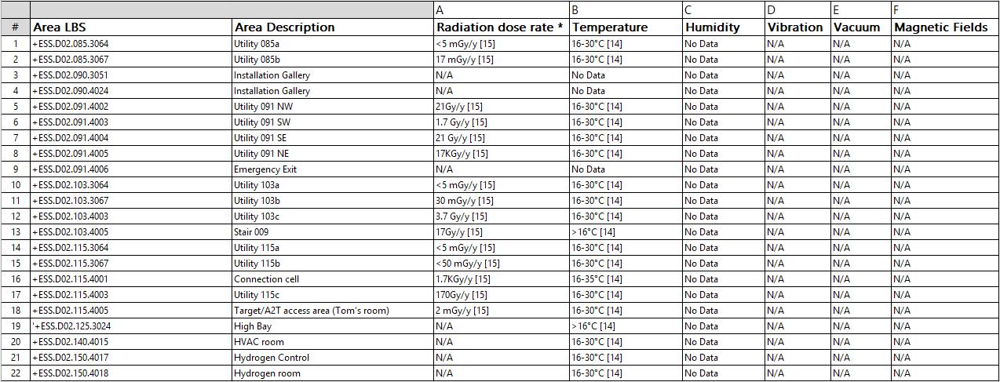 A B C D E F
# Area LBS Area Description Radiation dose rate * Temperature Humidity Vibration Vacuum Magnetic Fields
1 +ESS.D02.085.3064 Utility 085a <5 mGy/y [15] 16-30°C [14] No Data N/A N/A N/A
2 +ESS.D02.085.3067 Utility 085b 17 mGy/y [15] 16-30°C [14] No Data N/A N/A N/A
3 +ESS.D02.090.3051 Installation Gallery N/A No Data No Data N/A N/A N/A
4 +ESS.D02.090.4024 Installation Gallery N/A No Data No Data N/A N/A N/A
5 +ESS.D02.091.4002 Utility 091 NW 21Gy/y [15] 16-30°C [14] No Data N/A N/A N/A
6 +ESS.D02.091.4003 Utility 091 SW 1.7 Gy/y [15] 16-30°C [14] No Data N/A N/A N/A
7 +ESS.D02.091.4004 Utility 091 SE 21 Gy/y [15] 16-30°C [14] No Data N/A N/A N/A
8 +ESS.D02.091.4005 Utility 091 NE 17KGy/y [15] 16-30°C [14] No Data N/A N/A N/A
9 +ESS.D02.091.4006 Emergency Exit N/A No Data No Data N/A N/A N/A
10 +ESS.D02.103.3064 Utility 103a <5 mGy/y [15] 16-30°C [14] No Data N/A N/A N/A
11 +ESS.D02.103.3067 Utility 103b 30 mGy/y [15] 16-30°C [14] No Data N/A N/A N/A
12 +ESS.D02.103.4003 Utility 103c 3.7 Gy/y [15] 16-30°C [14] No Data N/A N/A N/A
13 +ESS.D02.103.4005 Stair 009 17Gy/y [15] >16°C [14] No Data N/A N/A N/A
14 +ESS.D02.115.3064 Utility 115a <5 mGy/y [15] 16-30°C [14] No Data N/A N/A N/A
15 +ESS.D02.115.3067 Utility 115b <50 mGy/y [15] 16-30°C [14] No Data N/A N/A N/A
16 +ESS.D02.115.4001 Connection cell 1.7KGy/y [15] 16-35°C [14] No Data N/A N/A N/A
17 +ESS.D02.115.4003 Utility 115c 170Gy/y [15] 16-30°C [14] No Data N/A N/A N/A
18 +ESS.D02.115.4005 Target/A2T access area (Tom's room) 2 mGy/y [15] 16-30°C [14] No Data N/A N/A N/A
19 '+ESS.D02.125.3024 High Bay N/A >16°C [14] No Data N/A N/A N/A
20 +ESS.D02.140.4015 HVAC room N/A 16-30°C [14] No Data N/A N/A N/A
21 +ESS.D02.150.4017 Hydrogen Control N/A 16-30°C [14] No Data N/A N/A N/A
22 +ESS.D02.150.4018 Hydrogen room N/A 16-30°C [14] No Data N/A N/A N/A